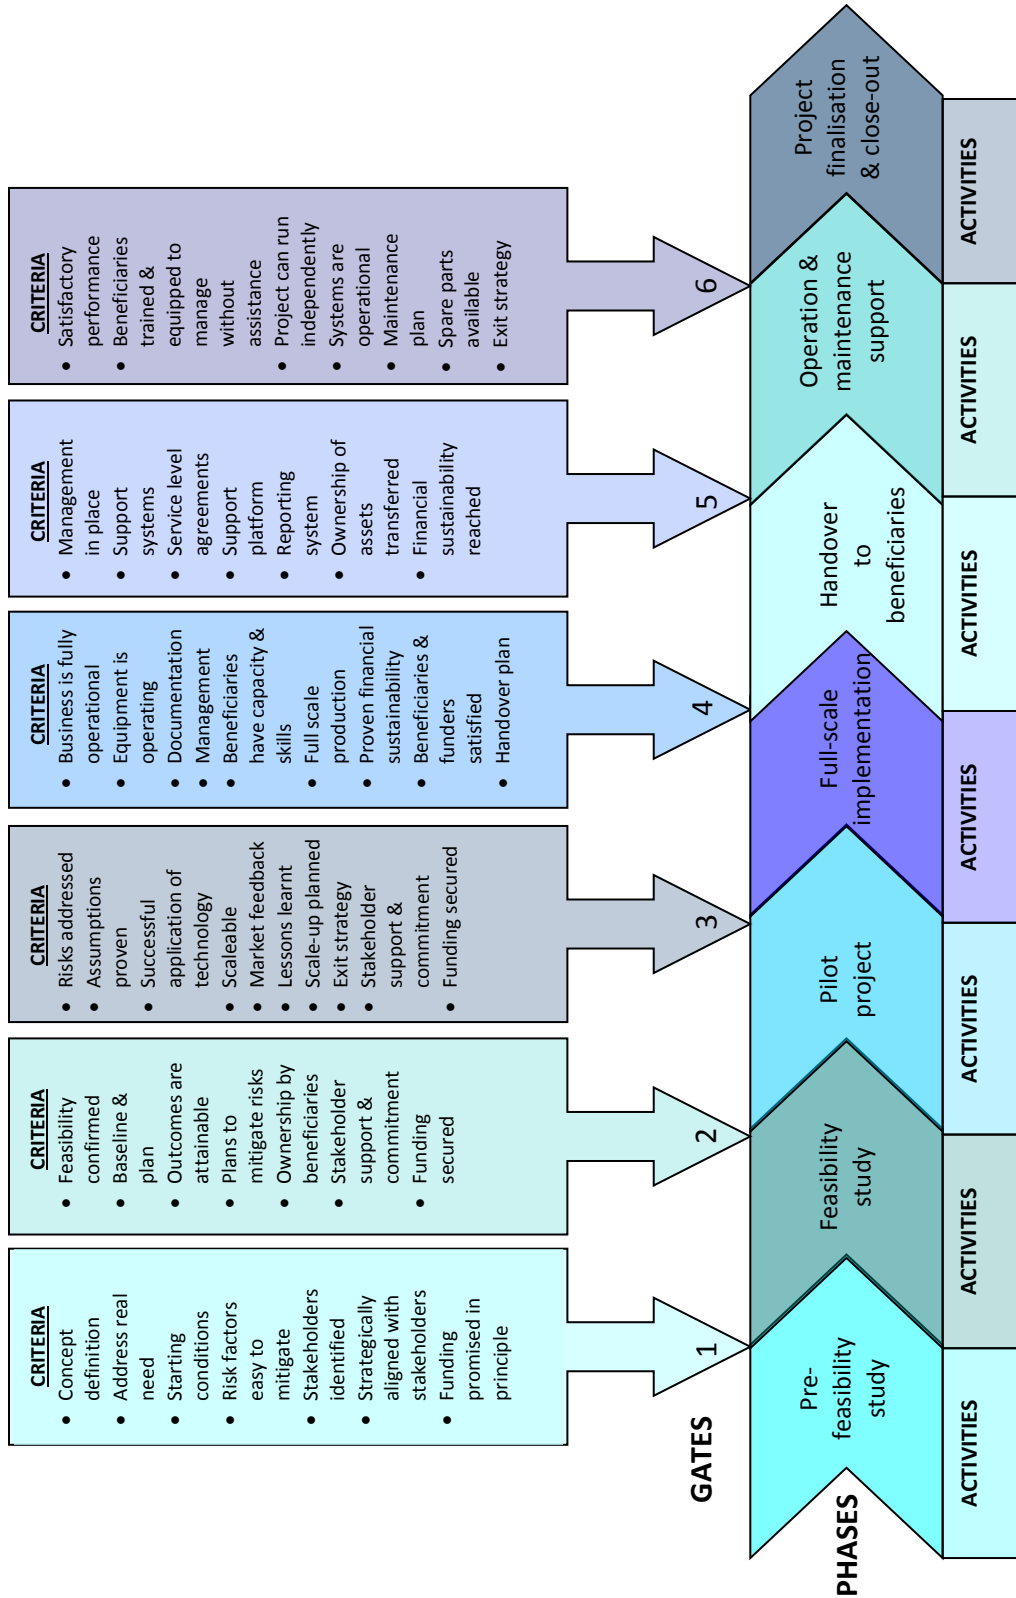 CRITERIA
• Concept
definition
• Address real
need
• Starting
conditions
• Risk factors
easy to
mitigate
• Stakeholders
identified
• Strategically
aligned with
stakeholders
• Funding
promised in
principle
CRITERIA
• Feasibility
confirmed
• Baseline &
plan
• Outcomes are
attainable
• Plans to
mitigate risks
• Ownership by
beneficiaries
• Stakeholder
support &
commitment
• Funding
secured
CRITERIA
• Risks addressed
• Assumptions
proven
• Successful
application of
technology
• Scaleable
• Market feedback
• Lessons learnt
• Scale-up planned
• Exit strategy
• Stakeholder
support &
commitment
• Funding secured
CRITERIA
• Business is fully
operational
• Equipment is
operating
• Documentation
• Management
• Beneficiaries
have capacity &
skills
• Full scale
production
• Proven financial
sustainability
• Beneficiaries &
funders
satisfied
• Handover plan
CRITERIA
• Management
in place
• Support
systems
• Service level
agreements
• Support
platform
• Reporting
system
• Ownership of
assets
transferred
• Financial
sustainability
reached
CRITERIA
• Satisfactory
performance
• Beneficiaries
trained &
equipped to
manage
without
assistance
• Project can run
independently
• Systems are
operational
• Maintenance
plan
• Spare parts
available
• Exit strategy
GATES
1
2
3
4
5
6
PHASES
Pre-
feasibility
study
Feasibility
study
Pilot
project
Full-scale
implementation
Handover
to
beneficiaries
Operation &
maintenance
support
Project
finalisation
& close-out
ACTIVITIES
ACTIVITIES
ACTIVITIES
ACTIVITIES
ACTIVITIES
ACTIVITIES
ACTIVITIES